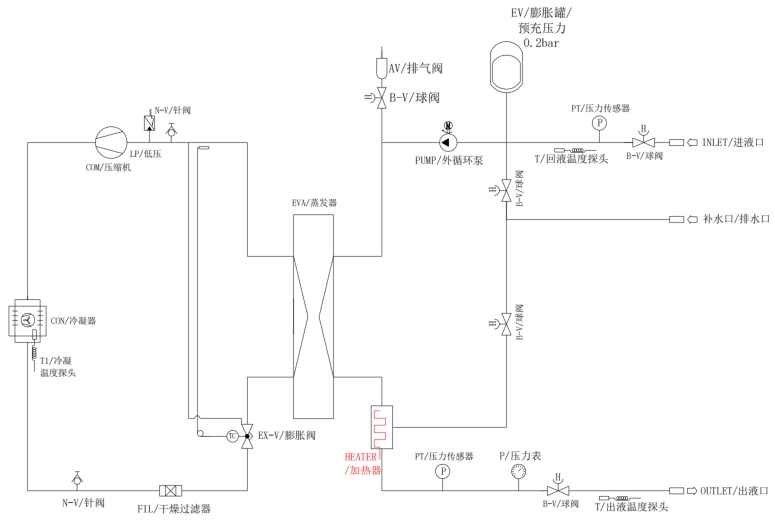 EV/膨胀罐/
预充压力
0.2bar
AV/排气阀
B-V/球阀
H
N-V/针阀
LP/低压
COM/压缩机
M
PUMP/外循环泵
PT/压力传感器
P
T/回液温度探头
H
B-V/球阀
INLET/进液口
H
B-V/球阀
补水口/排水口
EVA/蒸发器
CON/冷凝器
T1/冷凝
温度探头
H
B-V/球阀
TC
EX-V/膨胀阀
HEATER
/加热器
N-V/针阀
FIL/干燥过滤器
PT/压力传感器
P
P/压力表
H
B-V/球阀
T/出液温度探头
OUTLET/出液口